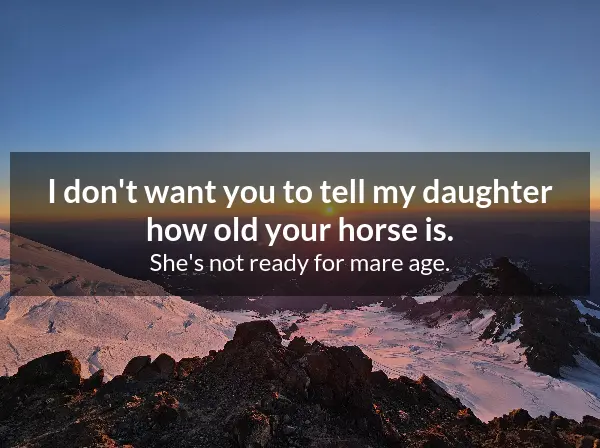 I don't want you to tell my daughter
how old your horse is.
She's not ready for mare age.